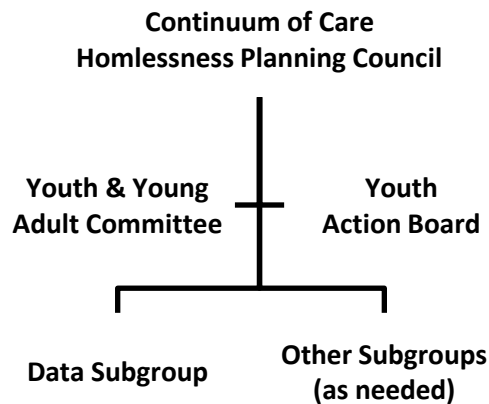 Continuum of Care
Homlessness Planning Council
Youth & Young
Adult Committee
Youth
Action Board
Data Subgroup
Other Subgroups
(as needed)